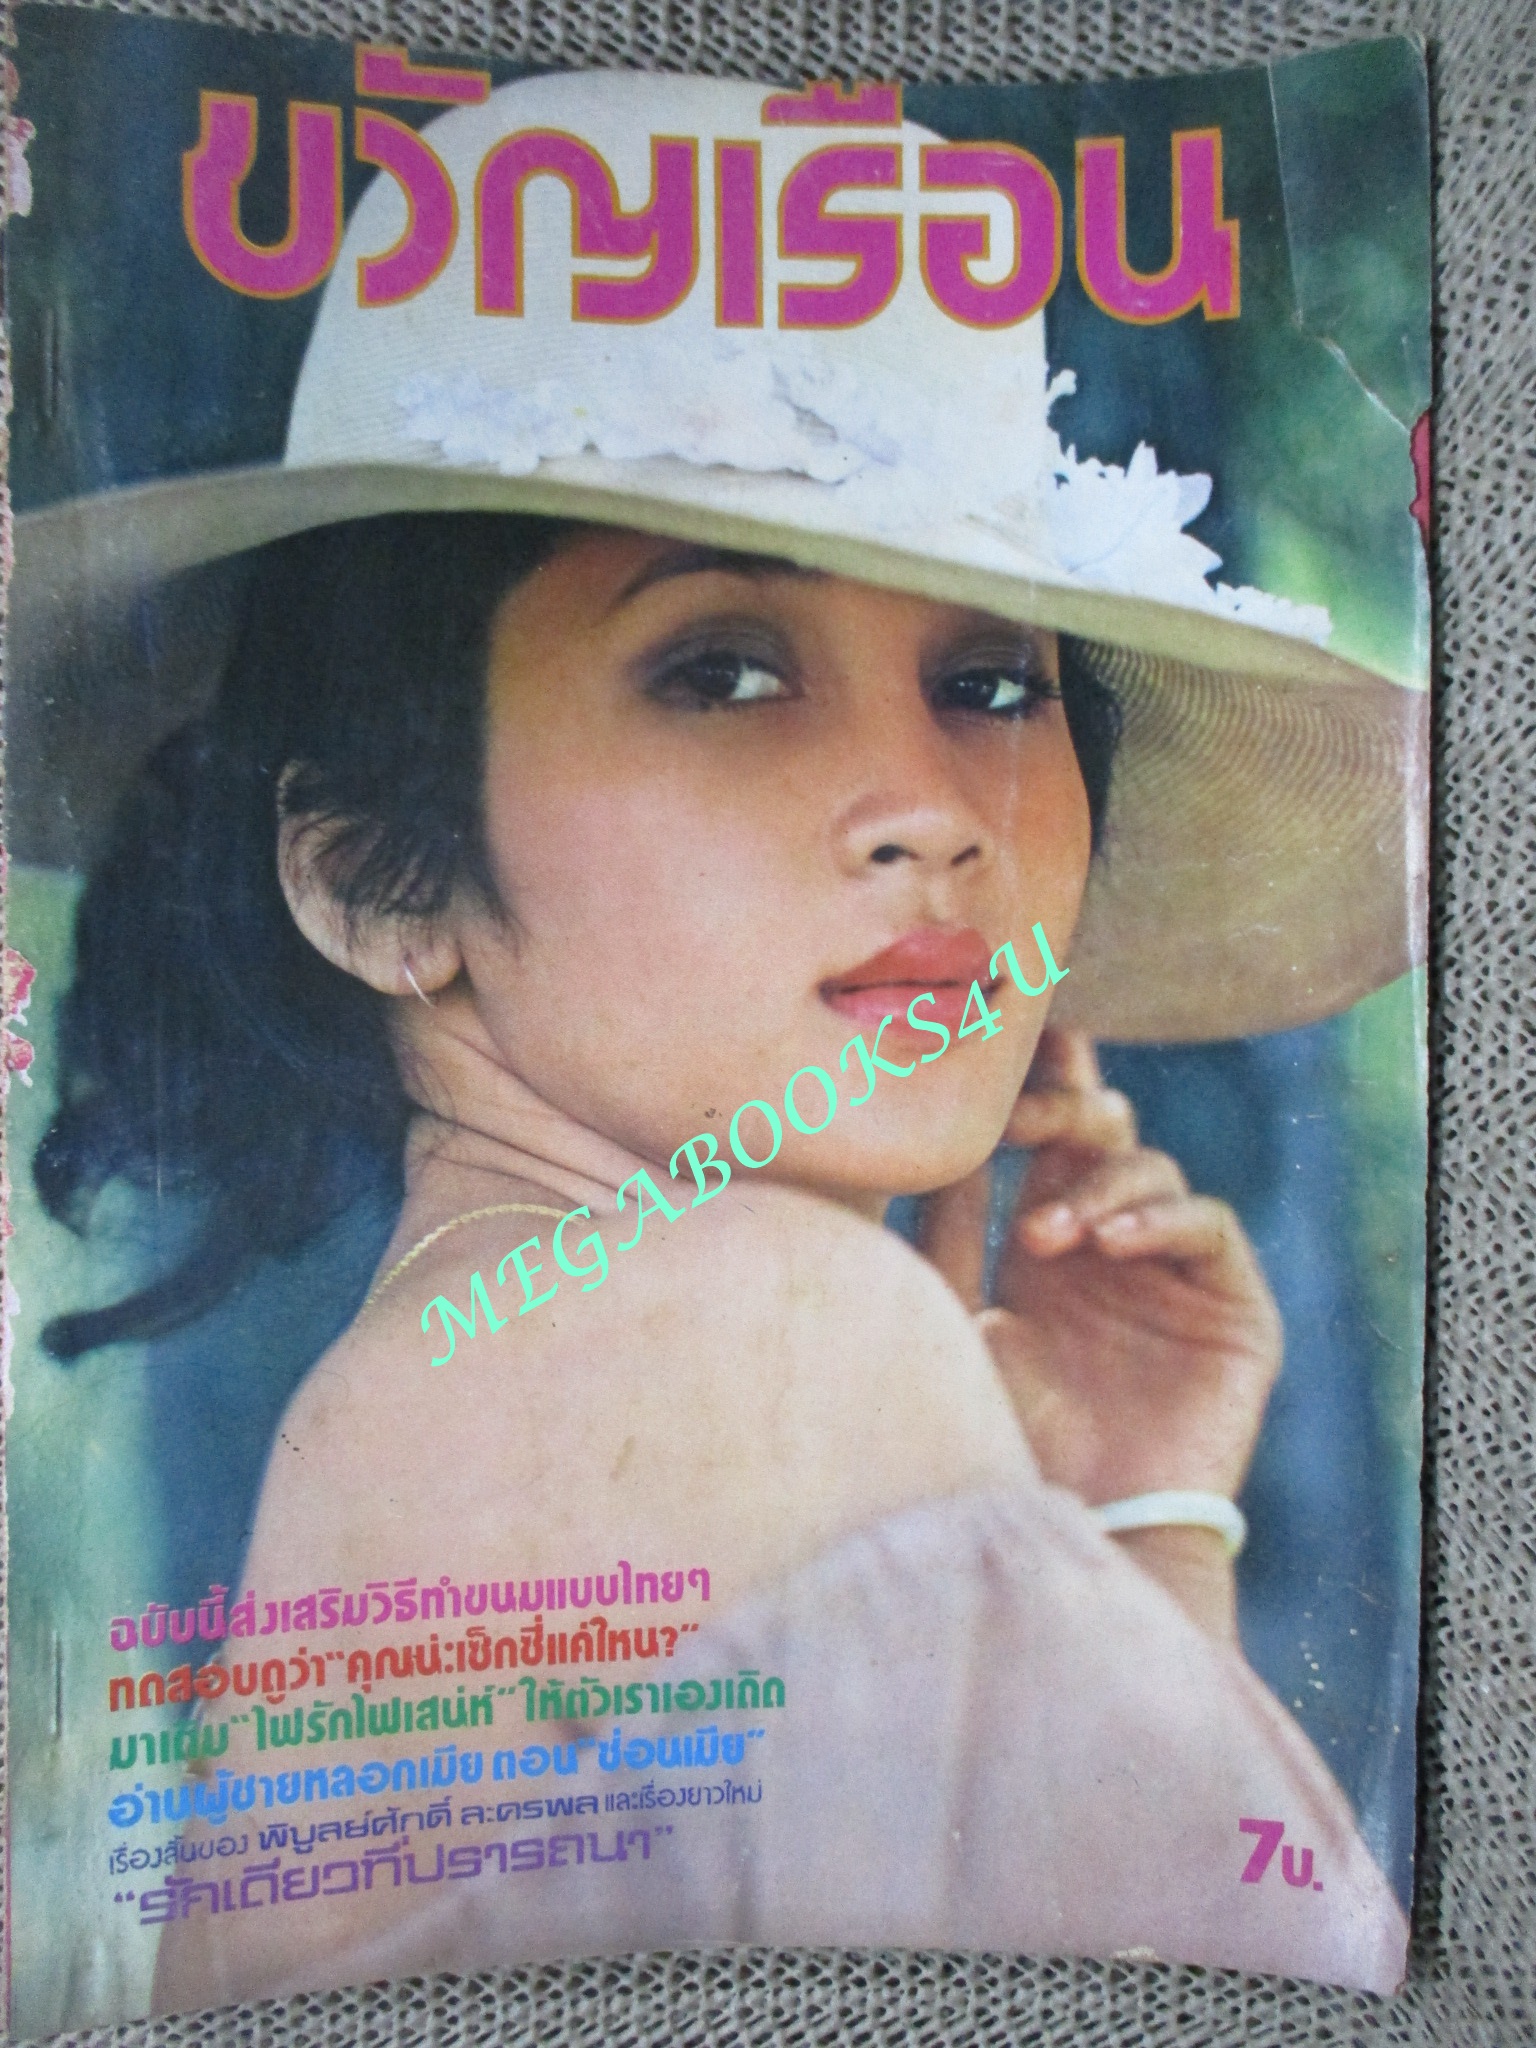 ขวัญเรือน
MEGABOOKS4U
ฉบับนี้ส่งเสริมวิธีทำขนมแบบไทยๆ
ทดสอบดูว่า "คุณน่ะเซ็กซี่แค่ไหน?"
มาเติม "ไฟรักไฟเสน่ห์" ให้ตัวเราเองเถิด
อ่านผู้ชายหลอกเมีย ตอน "ซ่อนเมีย"
เรื่องสั้นของ พิบูลย์ศักดิ์ ละครพล และเรื่องยาวใหม่
"รักเดียวที่ปรารถนา"
7บ.